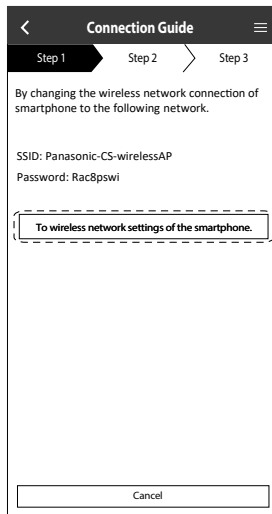 Connection Guide
Step 1
Step 2
Step 3
By changing the wireless network connection of
smartphone to the following network.
SSID: Panasonic-CS-wirelessAP
Password: Rac8pswi
To wireless network settings of the smartphone.
Cancel